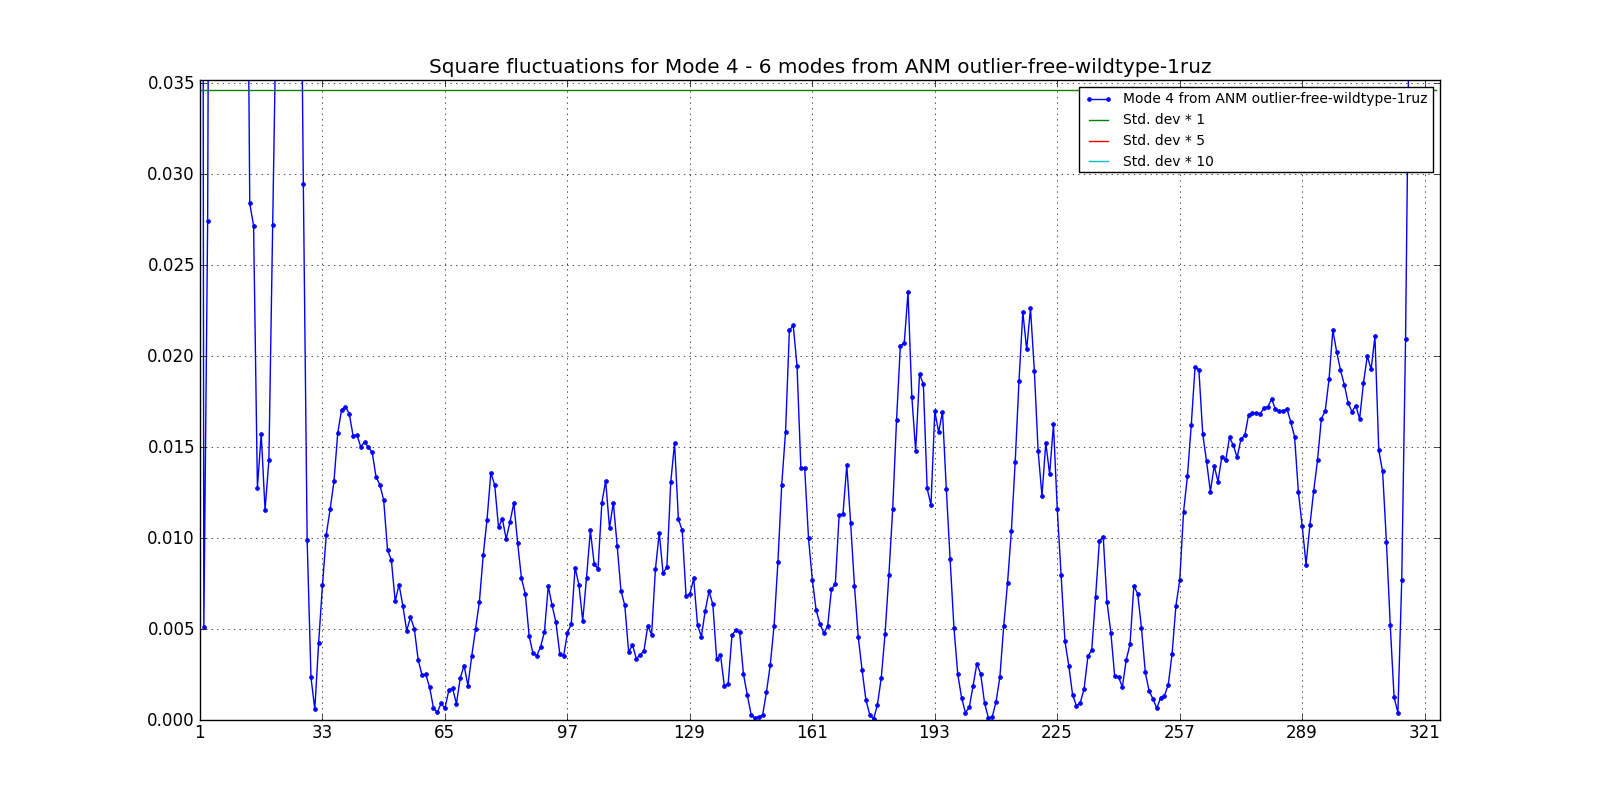 Square fluctuations for Mode 4 - 6 modes from ANM outlier-free-wildtype-1ruz
0.035
0.030
0.025
0.020
0.015
0.010
0.005
0.000
Mode 4 from ANM outlier-free-wildtype-1ruz
Std. dev * 1
Std. dev * 5
Std. dev * 10
1 33 65 97 129 161 193 225 257 289 321